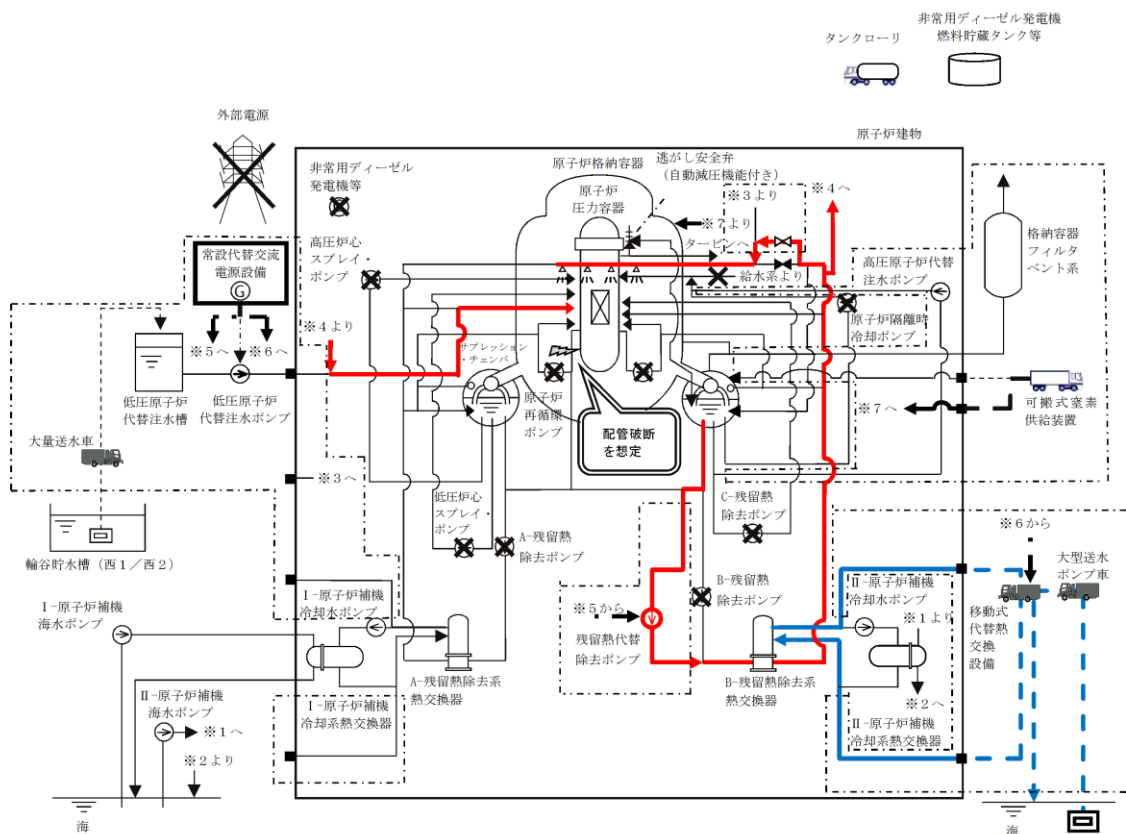 タンクローリ
非常用ディーゼル発電機
燃料貯蔵タンク等
外部電源
原子炉建物
非常用ディーゼル
発電機等
原子炉格納容器
逃がし安全弁
(自動減圧機能付き)
原子炉
圧力容器
※3より
※4へ
※7より
タービンへ
給水系より
高圧炉心
スプレイ・
ポンプ
常設代替交流
電源設備
G
高圧原子炉代替
注水ポンプ
格納容器
フィルタ
ベント系
原子炉隔離時
冷却ポンプ
※4より
※5へ
※6へ
サプレッション
・チェンバ
低圧原子炉
代替注水槽
低圧原子炉
代替注水ポンプ
原子炉
再循環
ポンプ
配管破断
を想定
※7へ
可搬式窒素
供給装置
大量送水車
※3へ
低圧炉心
スプレイ・
ポンプ
A-残留熱
除去ポンプ
C-残留熱
除去ポンプ
輪谷貯水槽(西1/西2)
※6から
大型送水
ポンプ車
Ⅰ-原子炉補機
海水ポンプ
Ⅰ-原子炉補機
冷却水ポンプ
※5から
残留熱代替
除去ポンプ
B-残留熱
除去ポンプ
Ⅱ-原子炉補機
冷却水ポンプ
※1より
移動式
代替熱
交換
設備
A-残留熱除去系
熱交換器
B-残留熱除去系
熱交換器
※2へ
Ⅱ-原子炉補機
海水ポンプ
※1へ
※2より
Ⅰ-原子炉補機
冷却系熱交換器
Ⅱ-原子炉補機
冷却系熱交換器
海
海